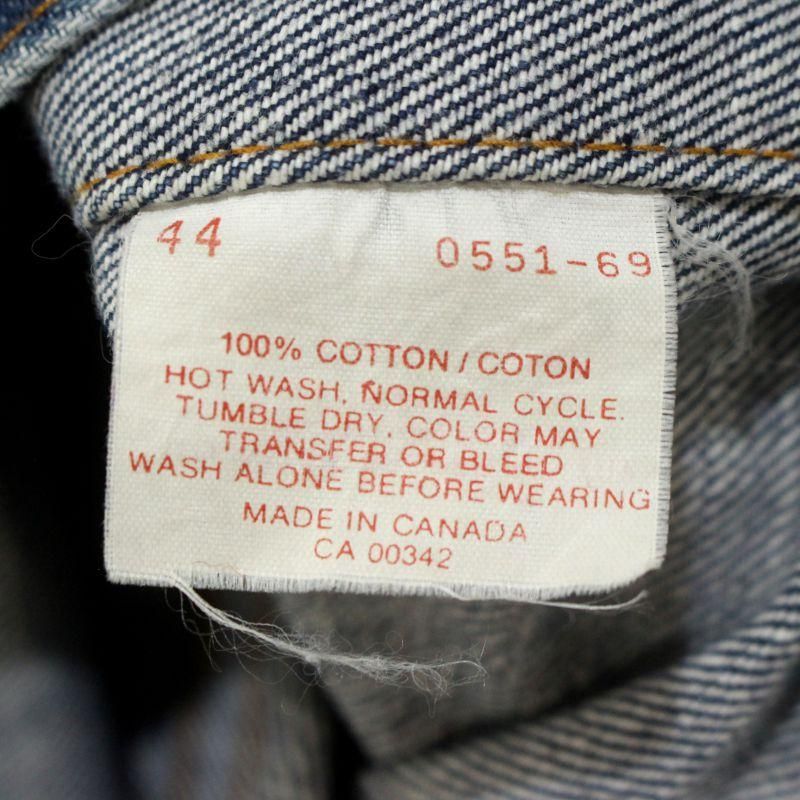 44 0551-69
100% COTTON / COTON
HOT WASH, NORMAL CYCLE.
TUMBLE DRY, COLOR MAY
TRANSFER OR BLEED
WASH ALONE BEFORE WEARING
MADE IN CANADA
CA 00342